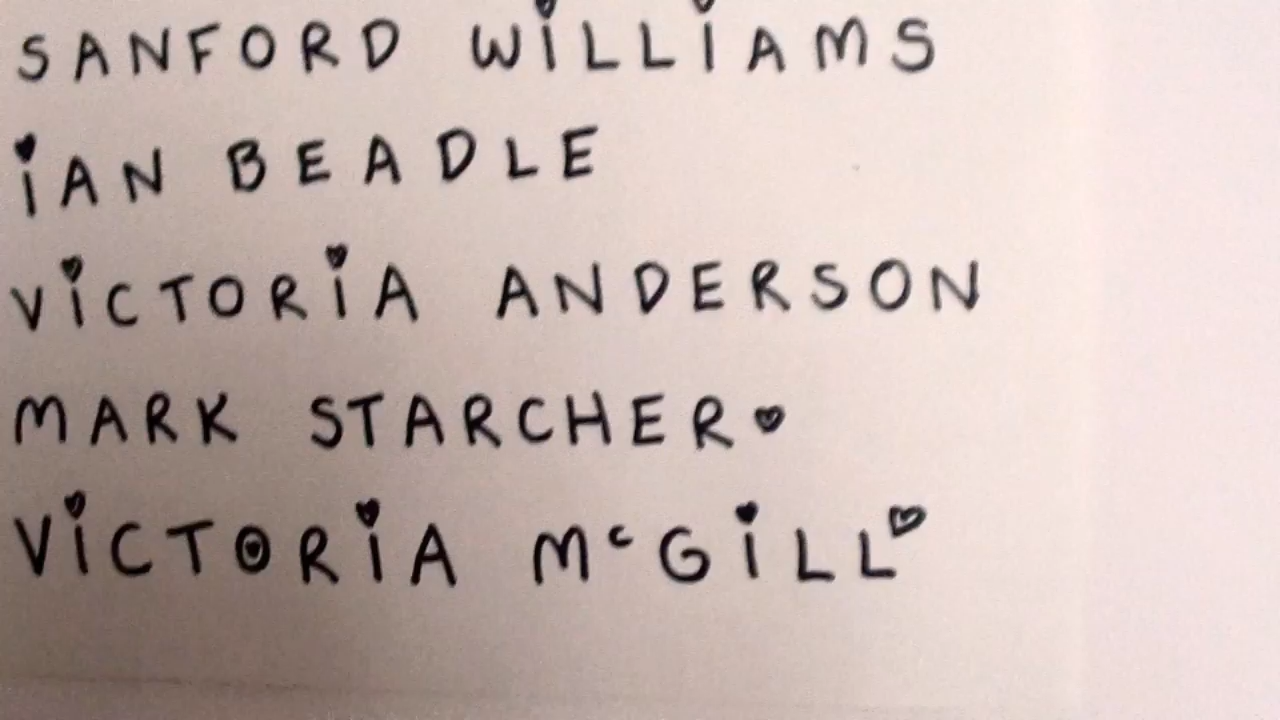 SANFORD WiLLiAMS
iAN BEADLE
ViCTORiA ANDERSON
MARK STARCHER
ViCTORiA McGiLL